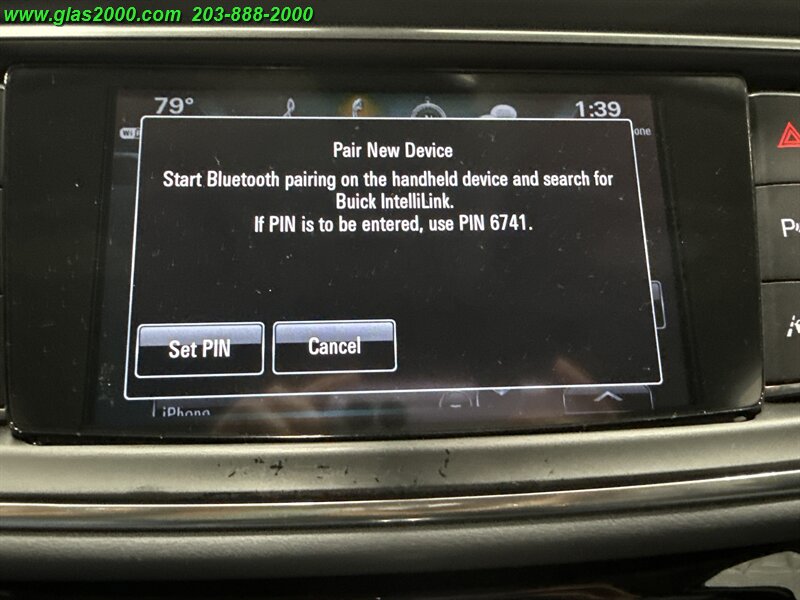 www.glas2000.com 203-888-2000
79° 1:39
Pair New Device
Start Bluetooth pairing on the handheld device and search for
Buick IntelliLink.
If PIN is to be entered, use PIN 6741.
Set PIN Cancel
iPhone